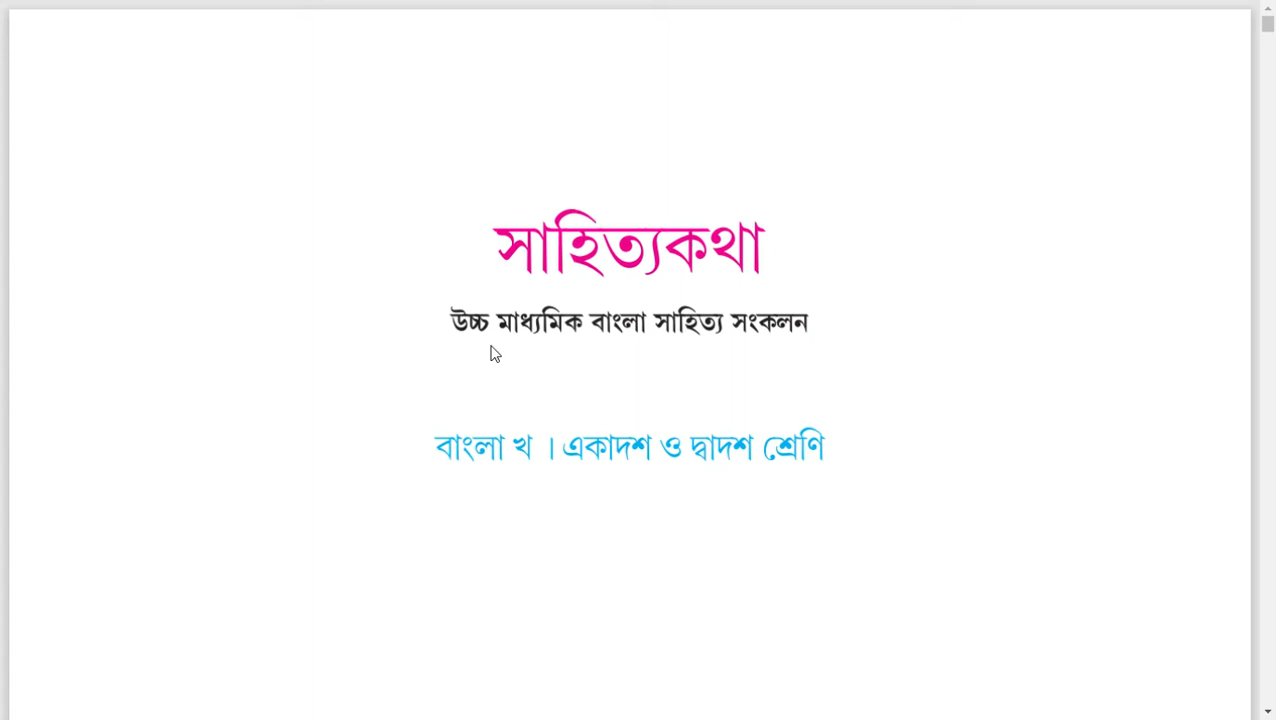 সাহিত্যকথা
উচ্চ মাধ্যমিক বাংলা সাহিত্য সংকলন
বাংলা খ । একাদশ ও দ্বাদশ শ্রেণি